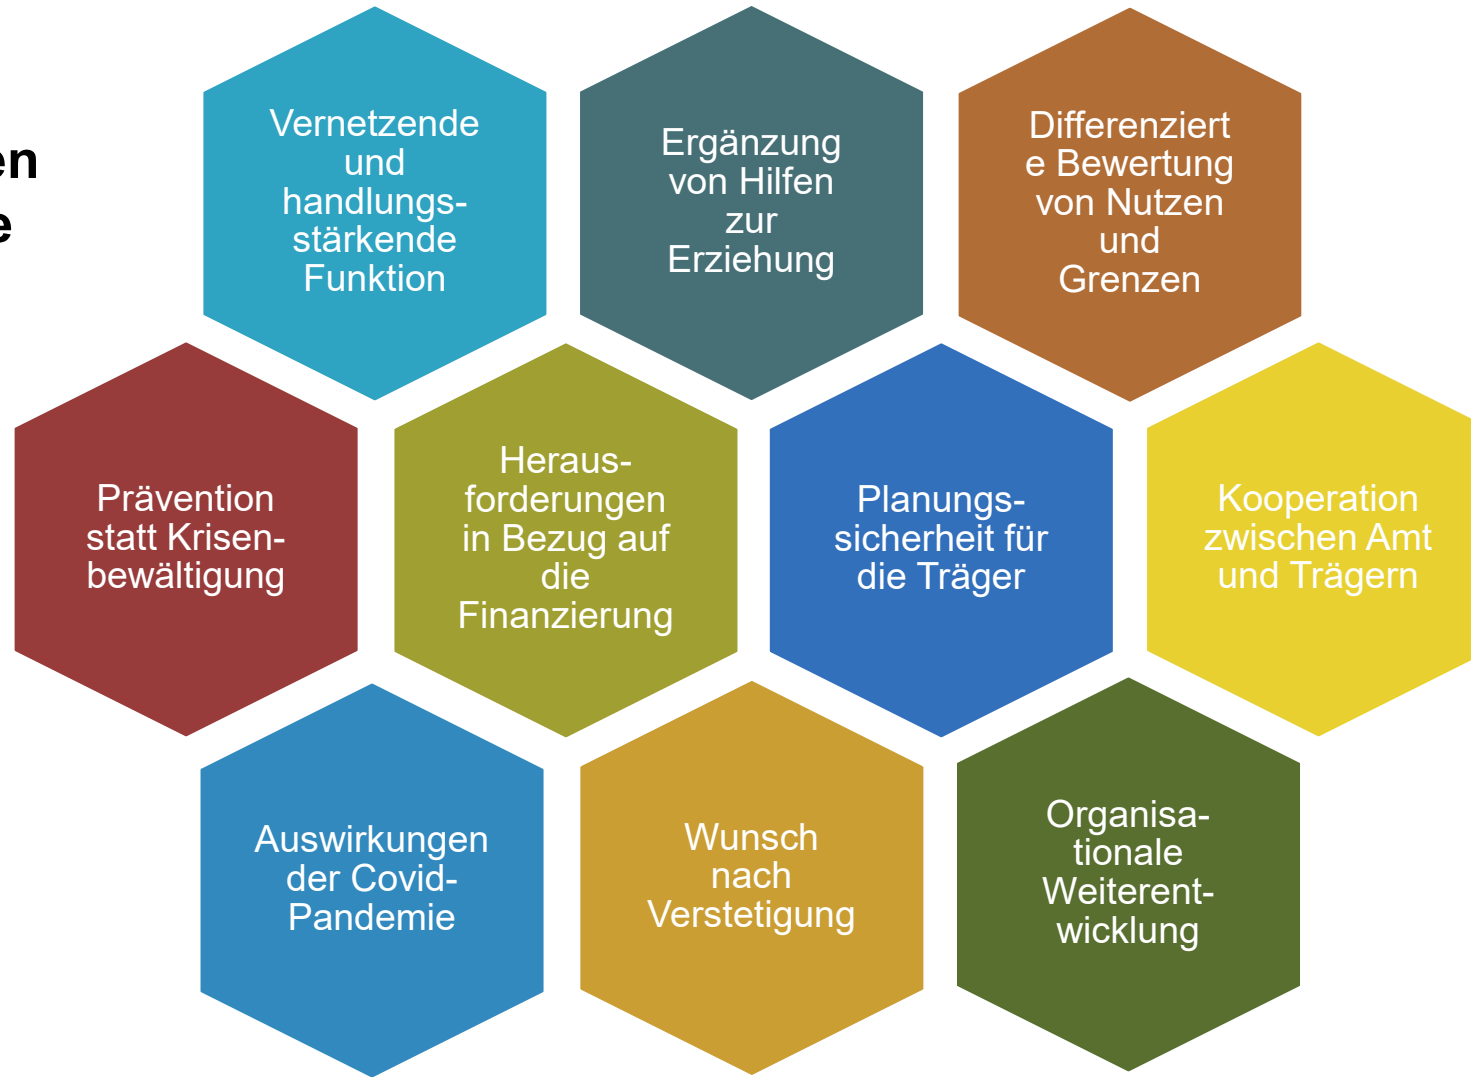 en
e
Vernetzende
und
handlungs-
stärkende
Funktion
Ergänzung
von Hilfen
zur
Erziehung
Differenziert
e Bewertung
von Nutzen
und
Grenzen
Prävention
statt Krisen-
bewältigung
Heraus-
forderungen
in Bezug auf
die
Finanzierung
Planungs-
sicherheit für
die Träger
Kooperation
zwischen Amt
und Trägern
Auswirkungen
der Covid-
Pandemie
Wunsch
nach
Verstetigung
Organisa-
tionale
Weiterent-
wicklung